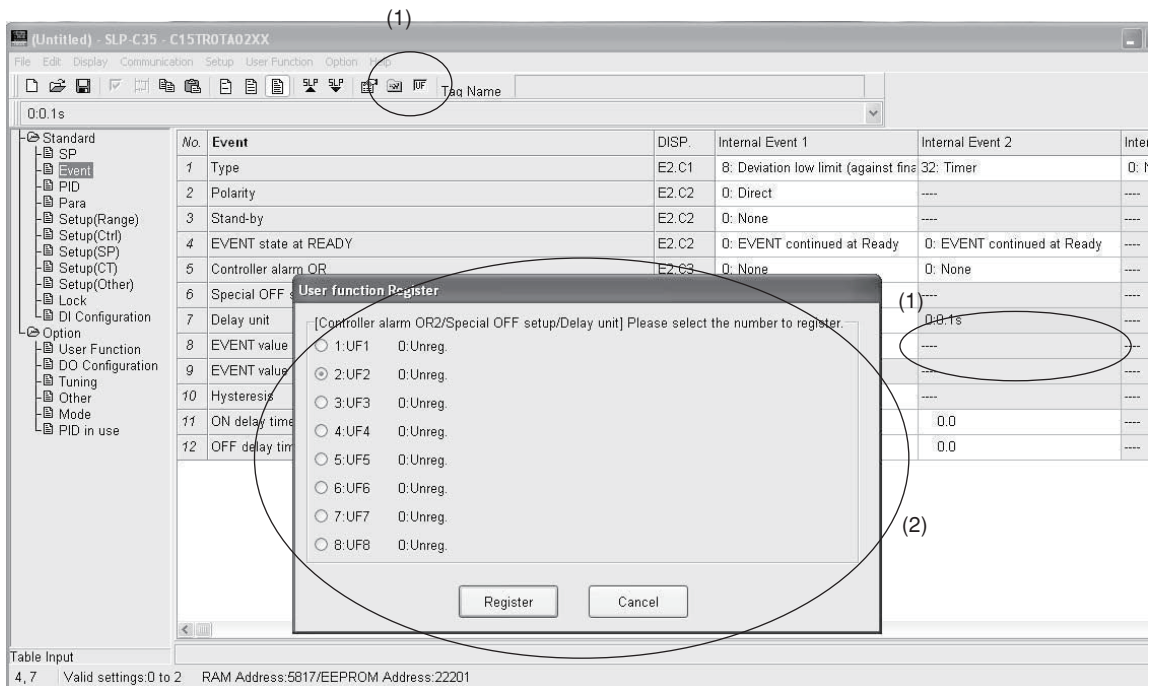 (1)
(Untitled) - SLP-C35 - C15TR0TA02XX
File Edit Display Communication Setup User Function Option Help
SLP SLP UF Tag Name
0:0.1s
Standard
SP
Event
PID
Para
Setup(Range)
Setup(Ctrl)
Setup(SP)
Setup(CT)
Setup(Other)
Lock
DI Configuration
Option
User Function
DO Configuration
Tuning
Other
Mode
PID in use
No. Event DISP. Internal Event 1 Internal Event 2
1 Type E2.C1 8: Deviation low limit (against fina 32: Timer 0:
2 Polarity E2.C2 0: Direct ---- ----
3 Stand-by E2.C2 0: None ---- ----
4 EVENT state at READY E2.C2 0: EVENT continued at Ready 0: EVENT continued at Ready ----
5 Controller alarm OR E2.C3 0: None 0: None ----
6 Special OFF ---- ----
7 Delay unit 0:0.1s ----
8 EVENT value ---- ----
9 EVENT value ---- ----
10 Hysteresis ---- ----
11 ON delay time 0.0 ----
12 OFF delay tim 0.0 ----
User function Register
[Controller alarm OR2/Special OFF setup/Delay unit] Please select the number to register.
1:UF1 0:Unreg.
2:UF2 0:Unreg.
3:UF3 0:Unreg.
4:UF4 0:Unreg.
5:UF5 0:Unreg.
6:UF6 0:Unreg.
7:UF7 0:Unreg.
8:UF8 0:Unreg.
Register Cancel
(1)
(2)
Table Input
4, 7 Valid settings:0 to 2 RAM Address:5817/EEPROM Address:22201